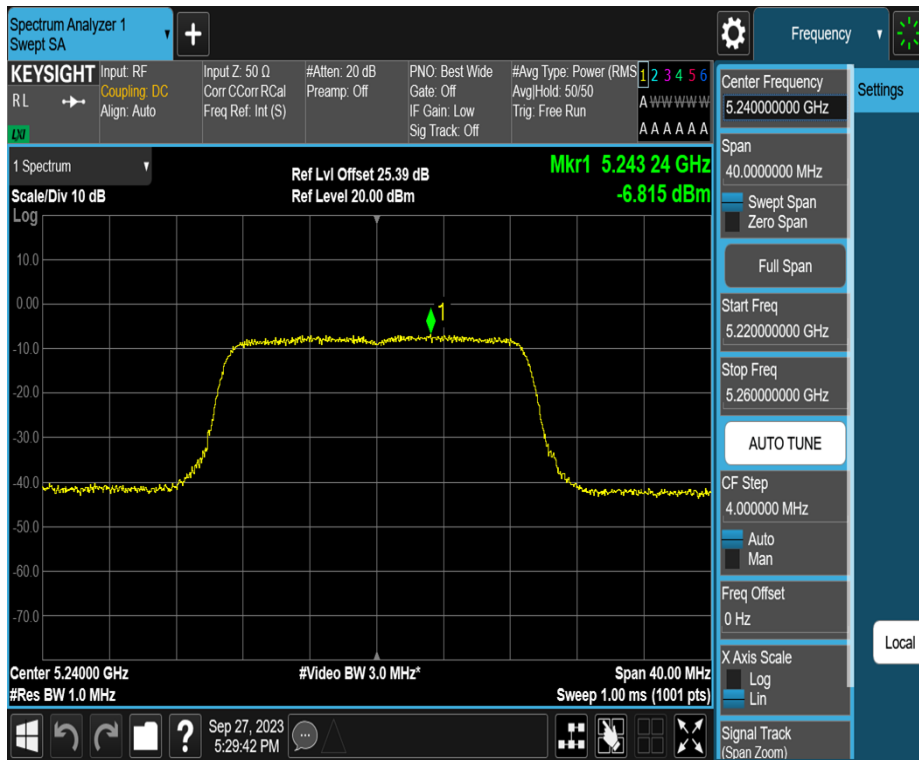 Spectrum Analyzer 1
Swept SA
+
Frequency
KEYSIGHT
R L
LXI
Input: RF
Coupling: DC
Align: Auto
Input Z: 50 Ω
Corr CCorr RCal
Freq Ref: Int (S)
#Atten: 20 dB
Preamp: Off
PNO: Best Wide
Gate: Off
IF Gain: Low
Sig Track: Off
#Avg Type: Power (RMS
Avg|Hold: 50/50
Trig: Free Run
1 2 3 4 5 6
A W W W W W
A A A A A A
1 Spectrum
Scale/Div 10 dB
Ref Lvl Offset 25.39 dB
Ref Level 20.00 dBm
Mkr1 5.243 24 GHz
-6.815 dBm
Log
10.0
0.00
-10.0
-20.0
-30.0
-40.0
-50.0
-60.0
-70.0
1
Center 5.24000 GHz
#Res BW 1.0 MHz
#Video BW 3.0 MHz*
Span 40.00 MHz
Sweep 1.00 ms (1001 pts)
Sep 27, 2023
5:29:42 PM
?
Center Frequency
5.240000000 GHz
Span
40.0000000 MHz
Swept Span
Zero Span
Full Span
Start Freq
5.220000000 GHz
Stop Freq
5.260000000 GHz
AUTO TUNE
CF Step
4.000000 MHz
Auto
Man
Freq Offset
0 Hz
X Axis Scale
Log
Lin
Signal Track
(Span Zoom)
Settings
Local